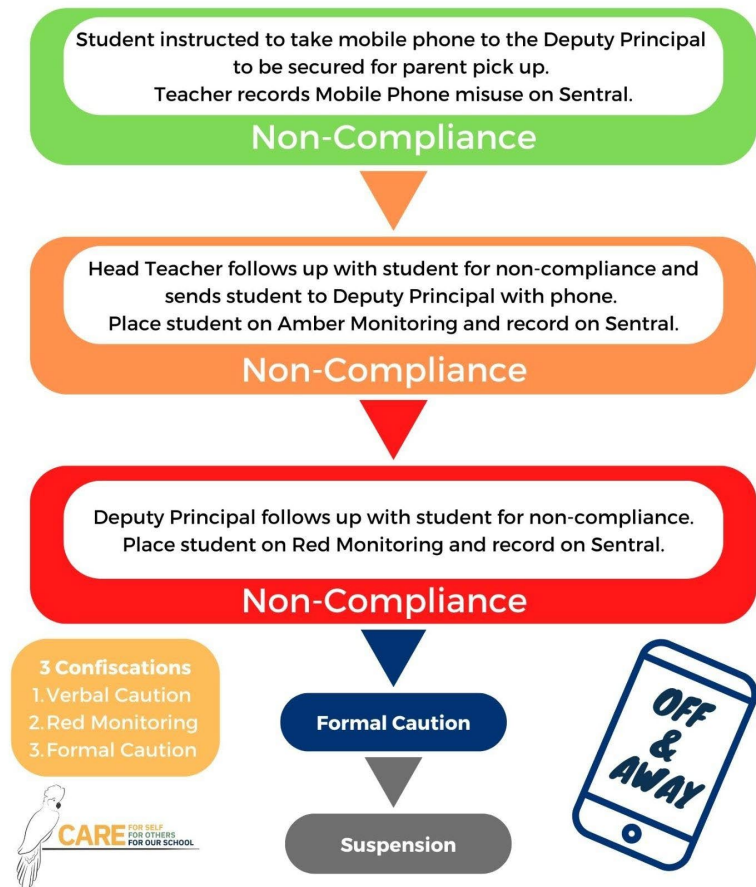 Student instructed to take mobile phone to the Deputy Principal
to be secured for parent pick up.
Teacher records Mobile Phone misuse on Sentral.
Non-Compliance
Head Teacher follows up with student for non-compliance and
sends student to Deputy Principal with phone.
Place student on Amber Monitoring and record on Sentral.
Non-Compliance
Deputy Principal follows up with student for non-compliance.
Place student on Red Monitoring and record on Sentral.
Non-Compliance
3 Confiscations
1. Verbal Caution
2. Red Monitoring
3. Formal Caution
Formal Caution
OFF
&
AWAY
Suspension
CARE
FOR SELF
FOR OTHERS
FOR OUR SCHOOL